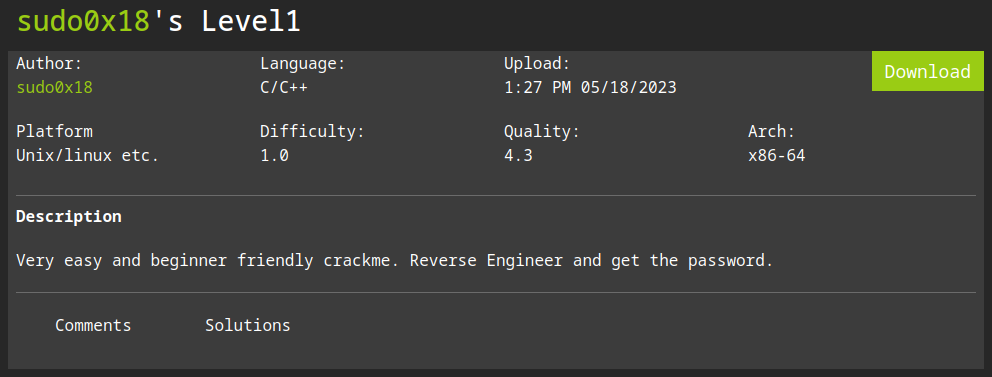 sudo0x18's Level1
Author: Language: Upload: Download
sudo0x18 C/C++ 1:27 PM 05/18/2023
Platform Difficulty: Quality: Arch:
Unix/linux etc. 1.0 4.3 x86-64
Description
Very easy and beginner friendly crackme. Reverse Engineer and get the password.
Comments Solutions